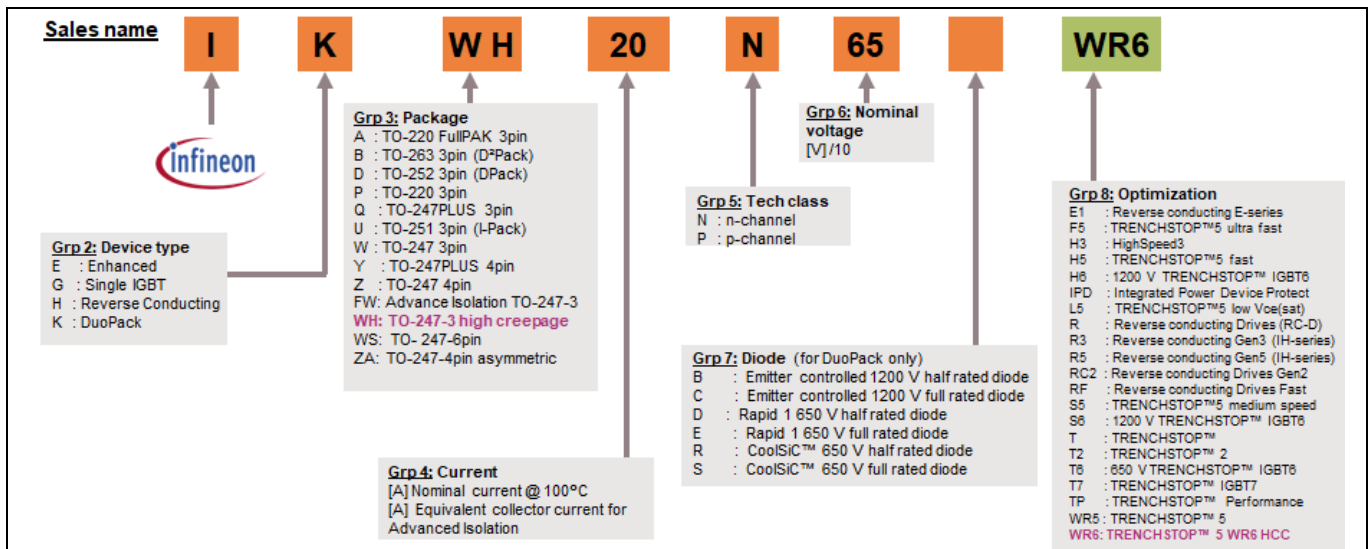 Sales name
I K WH 20 N 65 WR6
infineon
Grp 2: Device type
E : Enhanced
G : Single IGBT
H : Reverse Conducting
K : DuoPack
Grp 3: Package
A : TO-220 FullPAK 3pin
B : TO-263 3pin (D²Pack)
D : TO-252 3pin (DPack)
P : TO-220 3pin
Q : TO-247PLUS 3pin
U : TO-251 3pin (I-Pack)
W : TO-247 3pin
Y : TO-247PLUS 4pin
Z : TO-247 4pin
FW: Advance Isolation TO-247-3
WH: TO-247-3 high creepage
WS: TO- 247-6pin
ZA: TO-247-4pin asymmetric
Grp 4: Current
[A] Nominal current @ 100°C
[A] Equivalent collector current for
Advanced Isolation
Grp 5: Tech class
N : n-channel
P : p-channel
Grp 6: Nominal
voltage
[V] /10
Grp 7: Diode (for DuoPack only)
B : Emitter controlled 1200 V half rated diode
C : Emitter controlled 1200 V full rated diode
D : Rapid 1 650 V half rated diode
E : Rapid 1 650 V full rated diode
R : CoolSiC™ 650 V half rated diode
S : CoolSiC™ 650 V full rated diode
Grp 8: Optimization
E1 : Reverse conducting E-series
F5 : TRENCHSTOP™5 ultra fast
H3 : HighSpeed3
H5 : TRENCHSTOP™5 fast
H6 : 1200 V TRENCHSTOP™ IGBT6
IPD : Integrated Power Device Protect
L5 : TRENCHSTOP™5 low Vce(sat)
R : Reverse conducting Drives (RC-D)
R3 : Reverse conducting Gen3 (IH-series)
R5 : Reverse conducting Gen5 (IH-series)
RC2 : Reverse conducting Drives Gen2
RF : Reverse conducting Drives Fast
S5 : TRENCHSTOP™5 medium speed
S6 : 1200 V TRENCHSTOP™ IGBT6
T : TRENCHSTOP™
T2 : TRENCHSTOP™ 2
T6 : 650 V TRENCHSTOP™ IGBT6
T7 : TRENCHSTOP™ IGBT7
TP : TRENCHSTOP™ Performance
WR5 : TRENCHSTOP™ 5
WR6: TRENCHSTOP™ 5 WR6 HCC